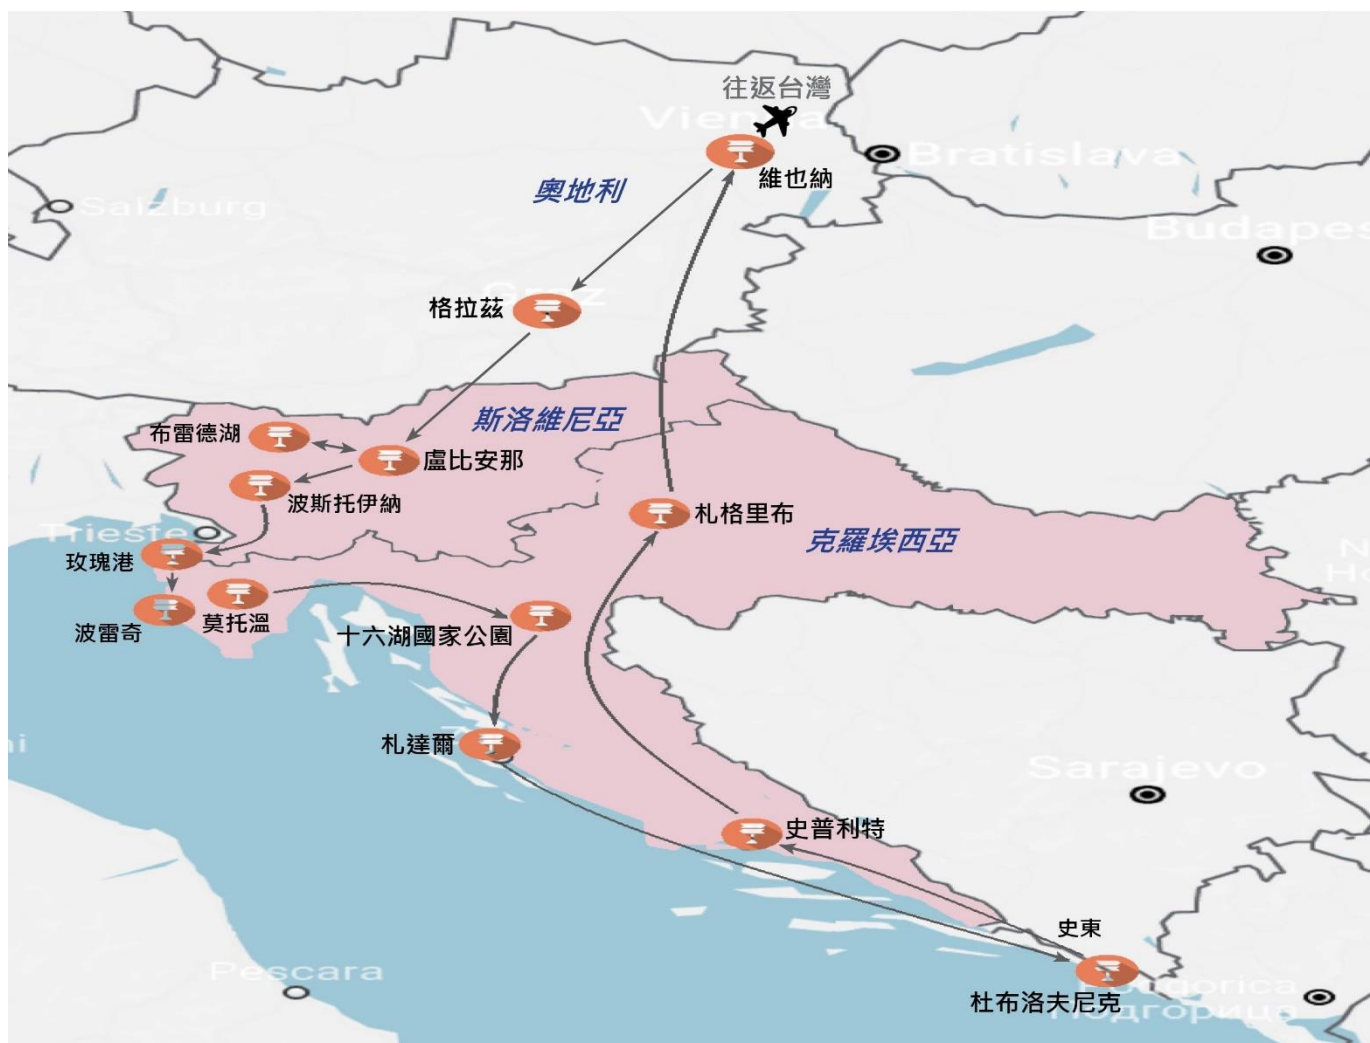 往返台灣
Vienna
維也納
Bratislava
奧地利
Salzburg
Budapes
格拉茲
Graz
斯洛維尼亞
布雷德湖
盧比安那
波斯托伊納
札格里布
克羅埃西亞
Trieste
玫瑰港
波雷奇
莫托溫
十六湖國家公園
札達爾
Sarajevo
史普利特
史東
Pescara
杜布洛夫尼克
Podgorica
Подгорица